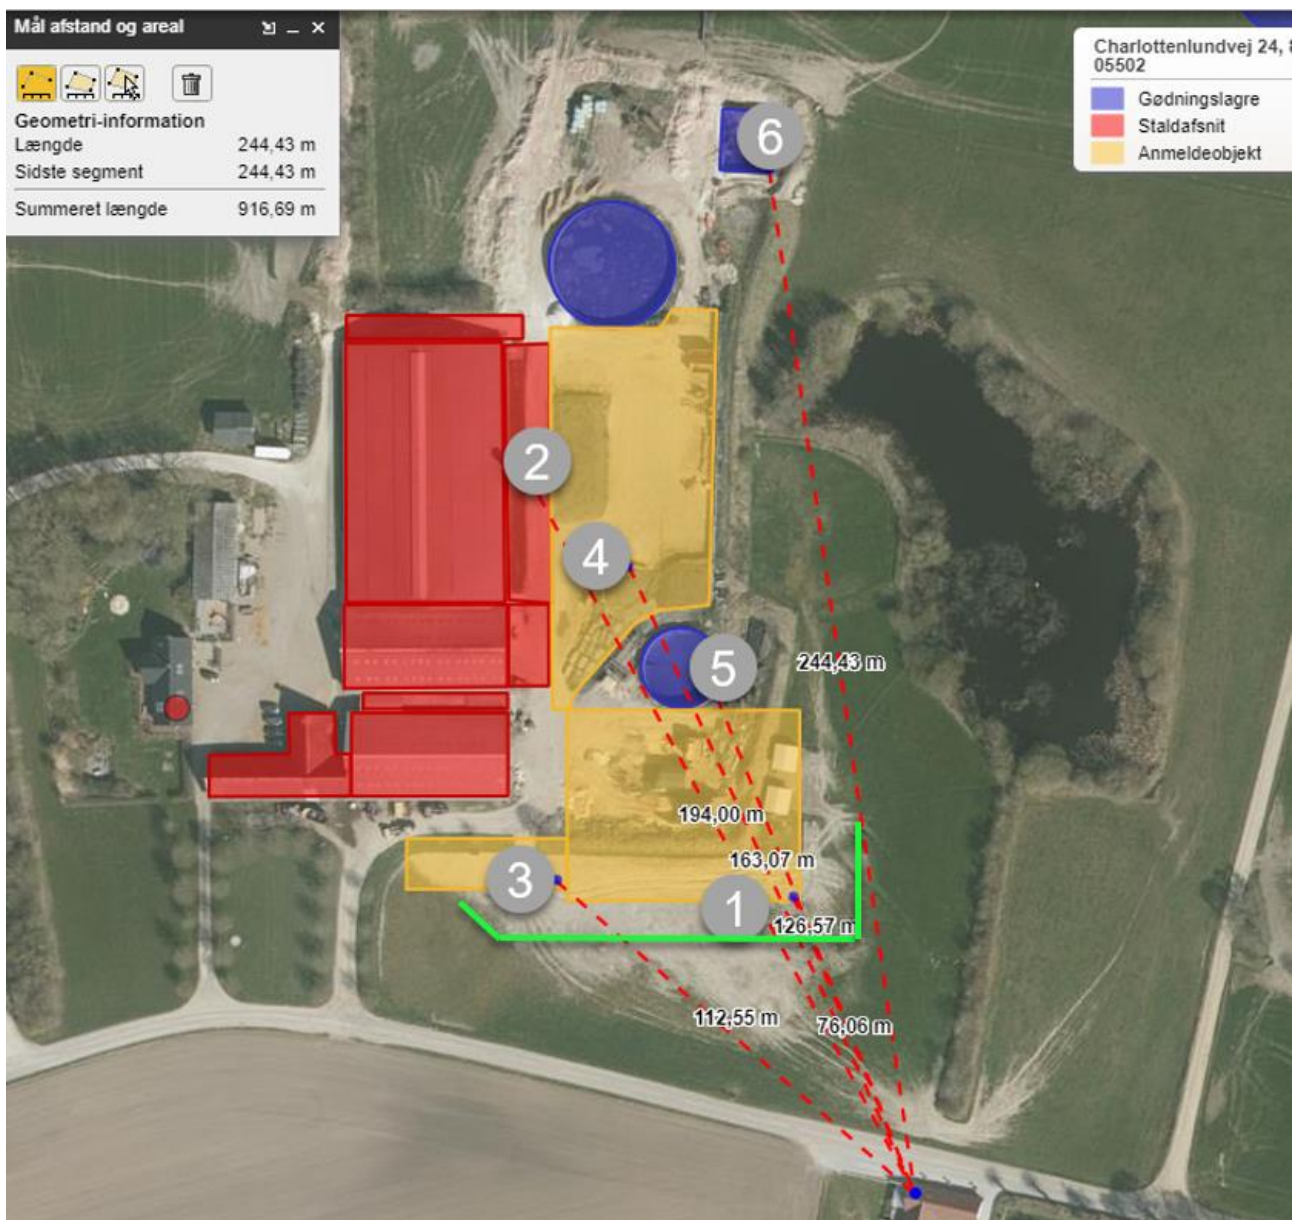 Mål afstand og areal
Geometri-information
Længde 244,43 m
Sidste segment 244,43 m
Summeret længde 916,69 m
Charlottenlundvej 24, 8
05502
Gødningslagre
Staldafsnit
Anmeldeobjekt
6
2
4
5
244,43 m
194,00 m
163,07 m
3
1
126,57 m
112,55 m
76,06 m